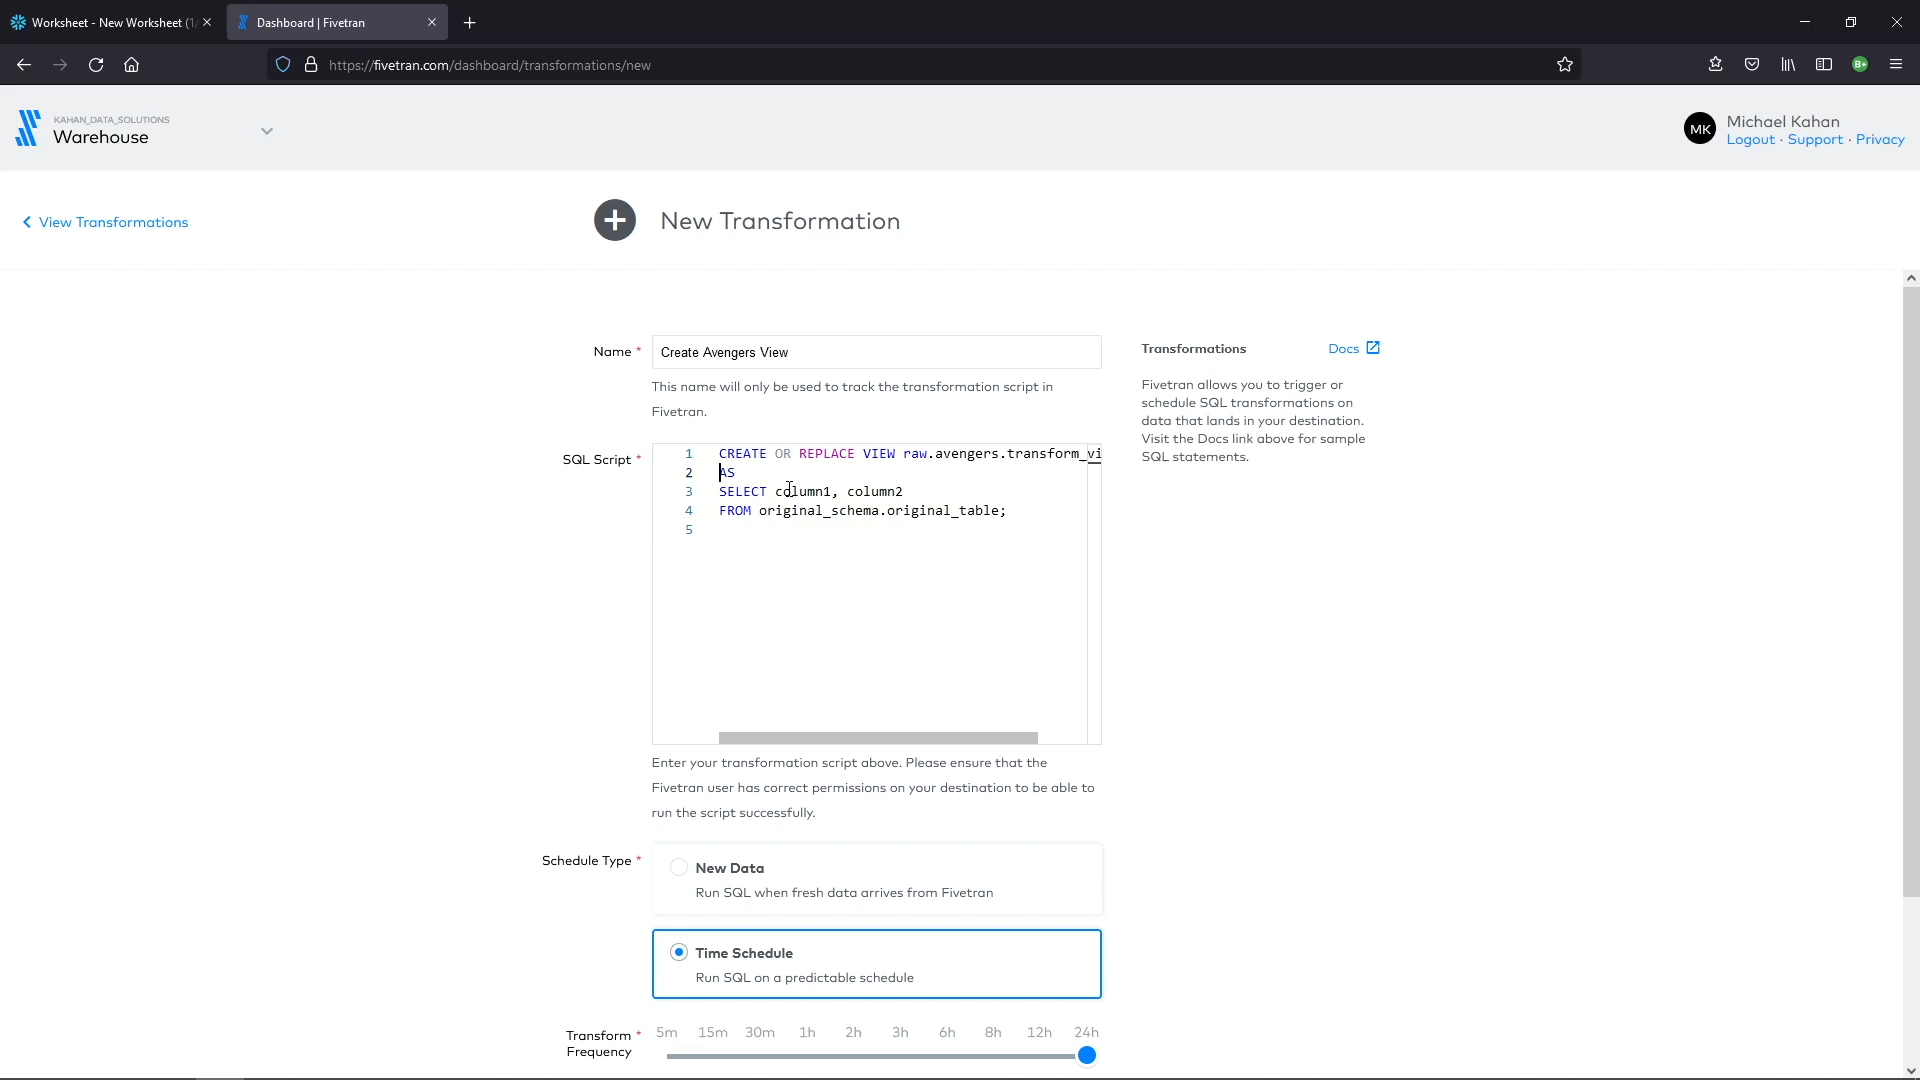 Worksheet - New Worksheet (1/
Dashboard | Fivetran
https://fivetran.com/dashboard/transformations/new
B+
KAHAN_DATA_SOLUTIONS
Warehouse
MK
Michael Kahan
Logout · Support · Privacy
View Transformations
New Transformation
Name *
Create Avengers View
This name will only be used to track the transformation script in
Fivetran.
Transformations
Docs
Fivetran allows you to trigger or
schedule SQL transformations on
data that lands in your destination.
Visit the Docs link above for sample
SQL statements.
SQL Script *
1 CREATE OR REPLACE VIEW raw.avengers.transform_vi
2 AS
3 SELECT column1, column2
4 FROM original_schema.original_table;
5
Enter your transformation script above. Please ensure that the
Fivetran user has correct permissions on your destination to be able to
run the script successfully.
Schedule Type *
New Data
Run SQL when fresh data arrives from Fivetran
Time Schedule
Run SQL on a predictable schedule
Transform * Frequency
5m 15m 30m 1h 2h 3h 6h 8h 12h 24h